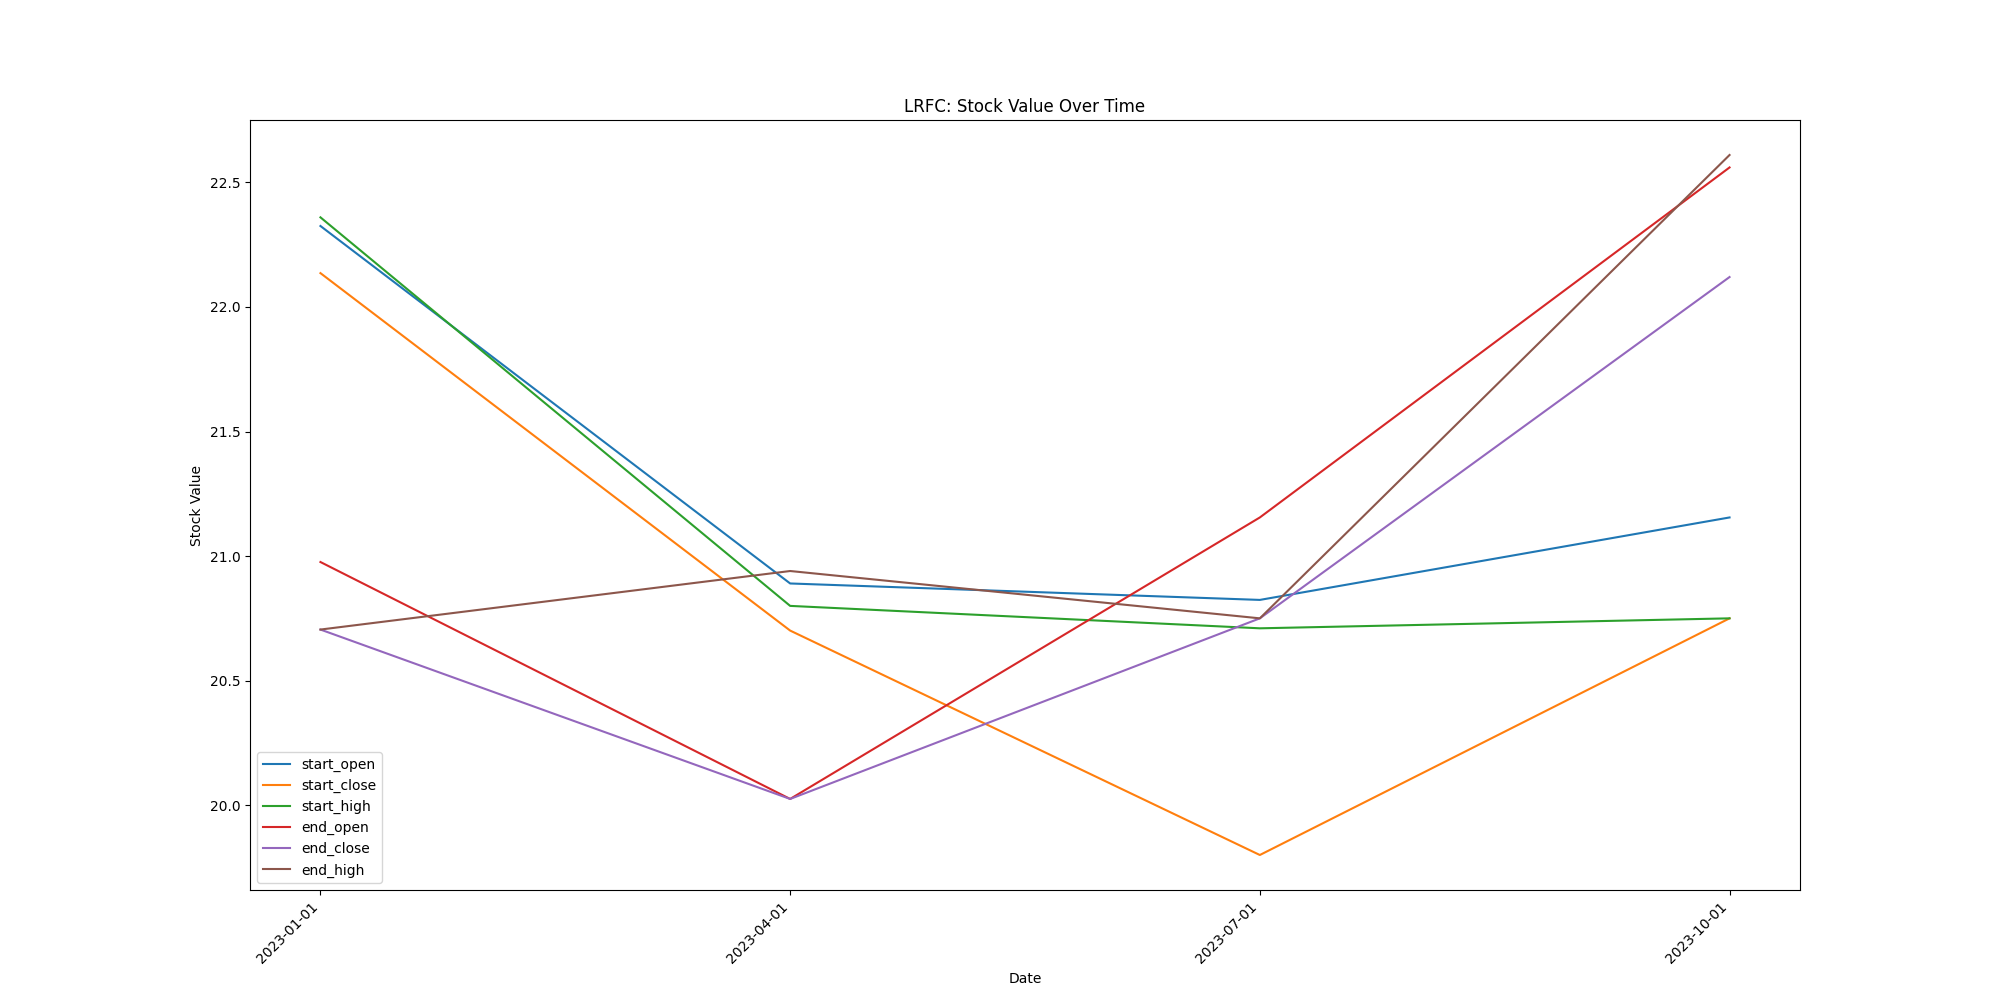 LRFC: Stock Value Over Time
Stock Value
22.5
22.0
21.5
21.0
20.5
20.0
start_open
start_close
start_high
end_open
end_close
end_high
2023-01-01
2023-04-01
2023-07-01
2023-10-01
Date